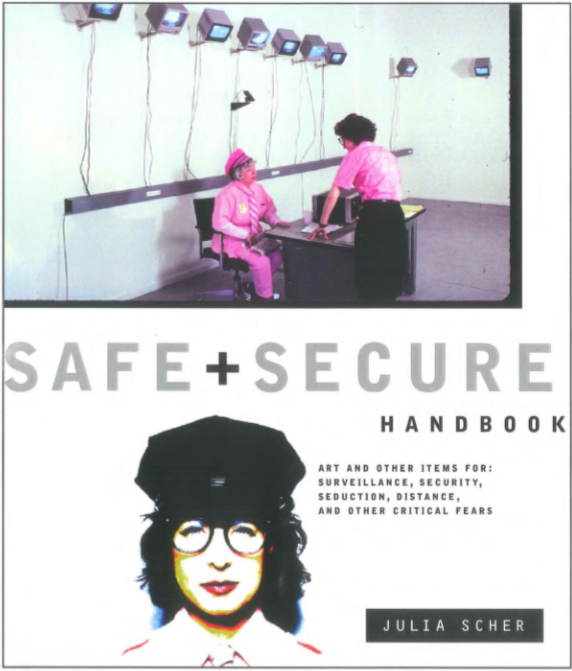 SAFE+SECURE
HANDBOOK
ART AND OTHER ITEMS FOR:
SURVEILLANCE, SECURITY,
SEDUCTION, DISTANCE,
AND OTHER CRITICAL FEARS
JULIA SCHER